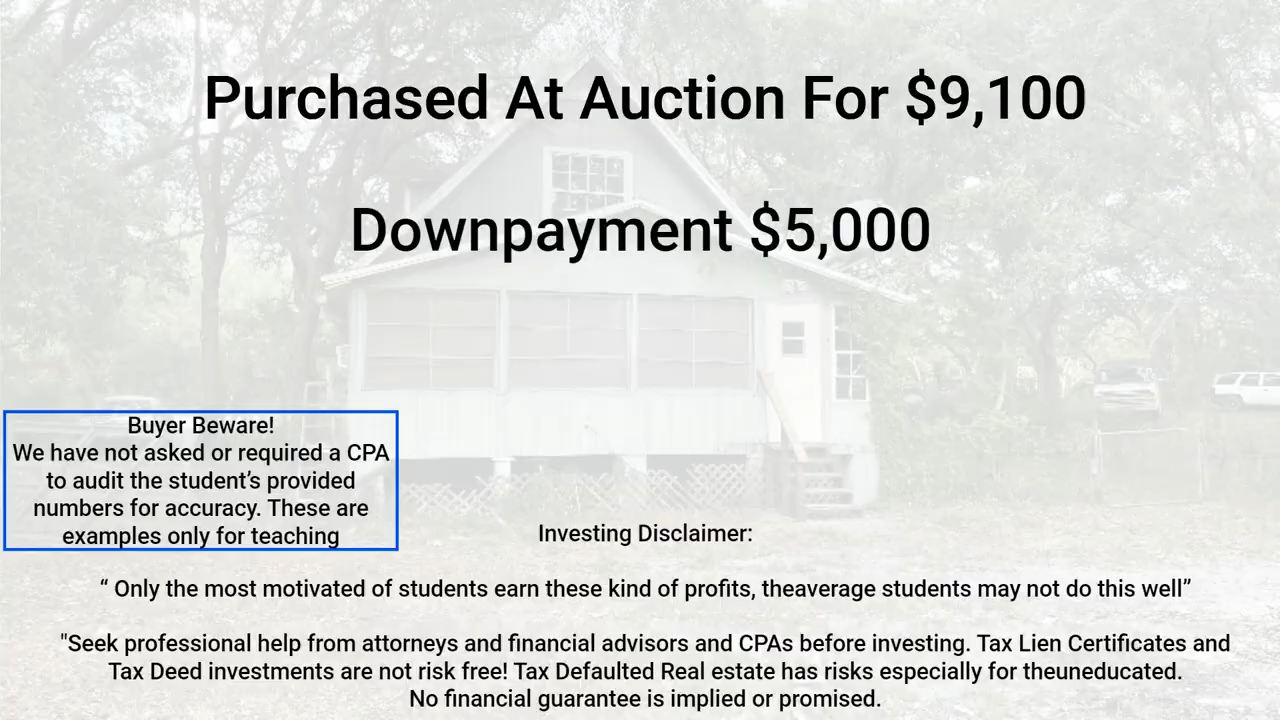 Purchased At Auction For $9,100
Downpayment $5,000
Buyer Beware!
We have not asked or required a CPA
to audit the student’s provided
numbers for accuracy. These are
examples only for teaching
Investing Disclaimer:
“ Only the most motivated of students earn these kind of profits, theaverage students may not do this well”
"Seek professional help from attorneys and financial advisors and CPAs before investing. Tax Lien Certificates and
Tax Deed investments are not risk free! Tax Defaulted Real estate has risks especially for theuneducated.
No financial guarantee is implied or promised.